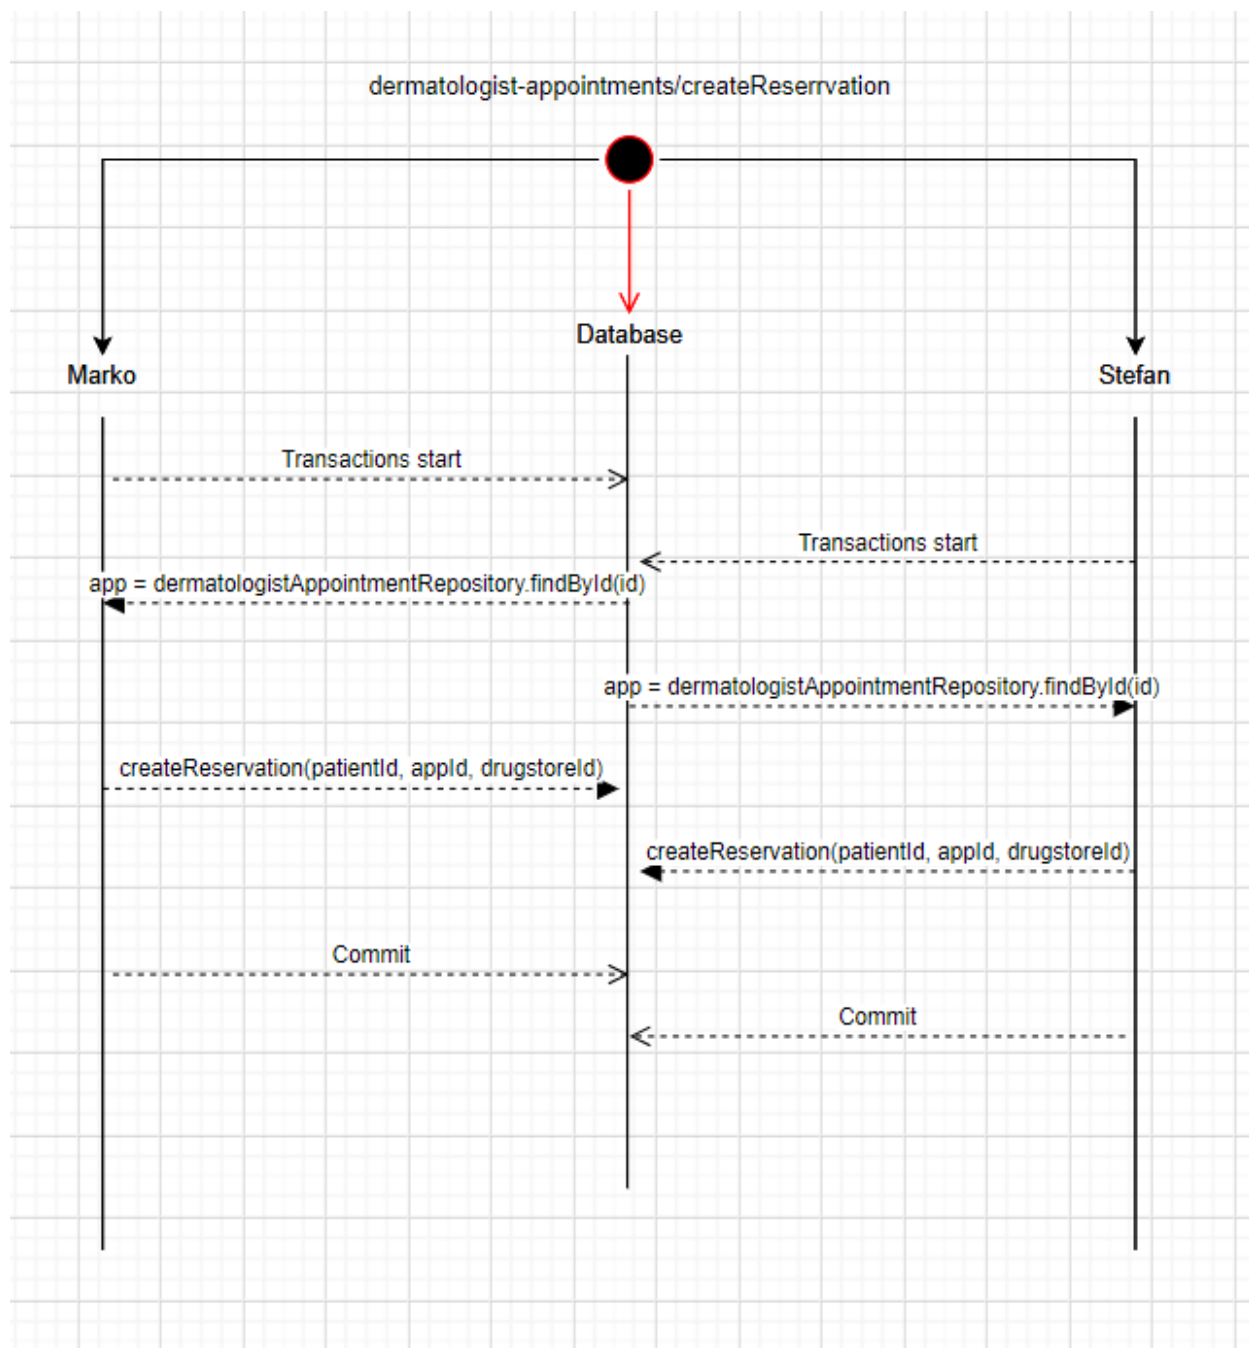 dermatologist-appointments/createReserrvation
Database
Marko
Stefan
Transactions start
Transactions start
app = dermatologistAppointmentRepository.findById(id)
app = dermatologistAppointmentRepository.findById(id)
createReservation(patientId, appId, drugstoreId)
createReservation(patientId, appId, drugstoreId)
Commit
Commit